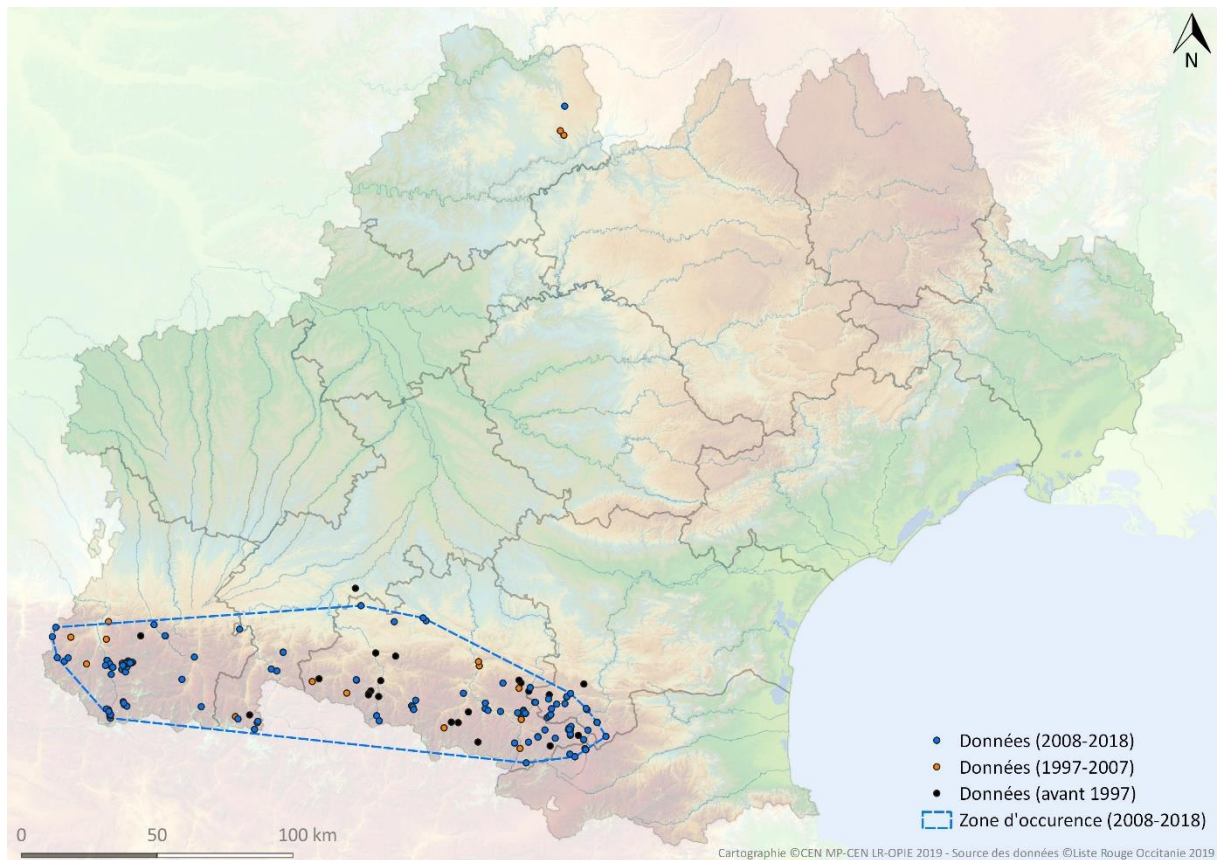 N
Données (2008-2018)
Données (1997-2007)
Données (avant 1997)
Zone d'occurence (2008-2018)
0 50 100 km
Cartographie ©CEN MP-CEN LR-OPIE 2019 - Source des données ©Liste Rouge Occitanie 2019